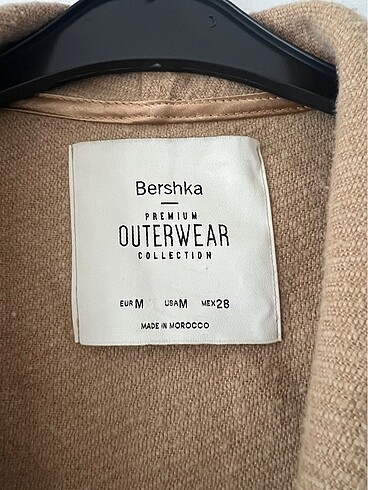 Bershka
PREMIUM
OUTERWEAR
COLLECTION
EUR M USA M MEX 28
MADE IN MOROCCO